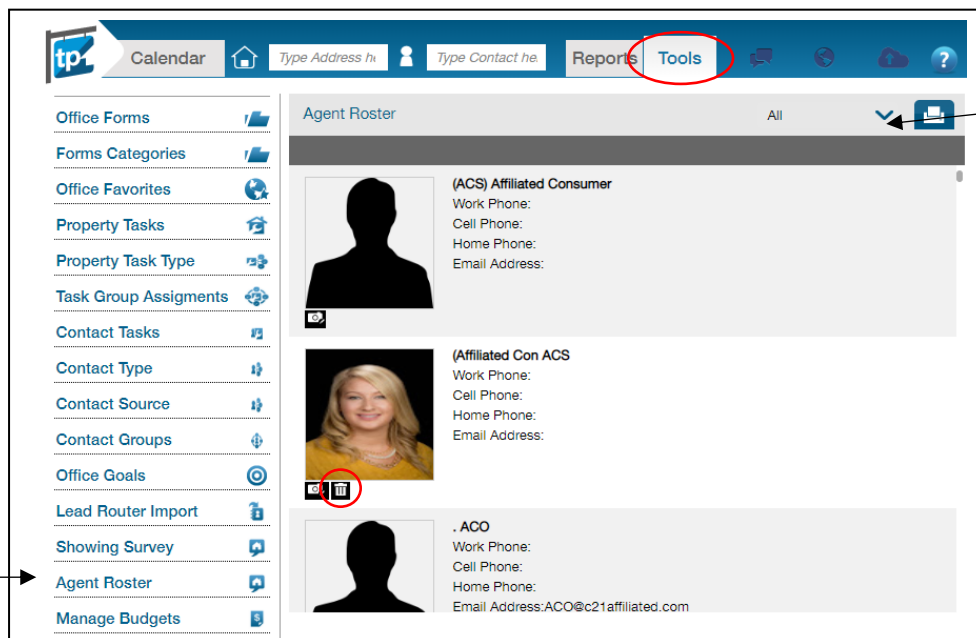 tp
Calendar
Type Address h
Type Contact he
Reports
Tools
?
Office Forms
Forms Categories
Office Favorites
Property Tasks
Property Task Type
Task Group Assigments
Contact Tasks
Contact Type
Contact Source
Contact Groups
Office Goals
Lead Router Import
Showing Survey
Agent Roster
Manage Budgets
Agent Roster
All
(ACS) Affiliated Consumer
Work Phone:
Cell Phone:
Home Phone:
Email Address:
(Affiliated Con ACS
Work Phone:
Cell Phone:
Home Phone:
Email Address:
. ACO
Work Phone:
Cell Phone:
Home Phone:
Email Address:ACO@c21affiliated.com